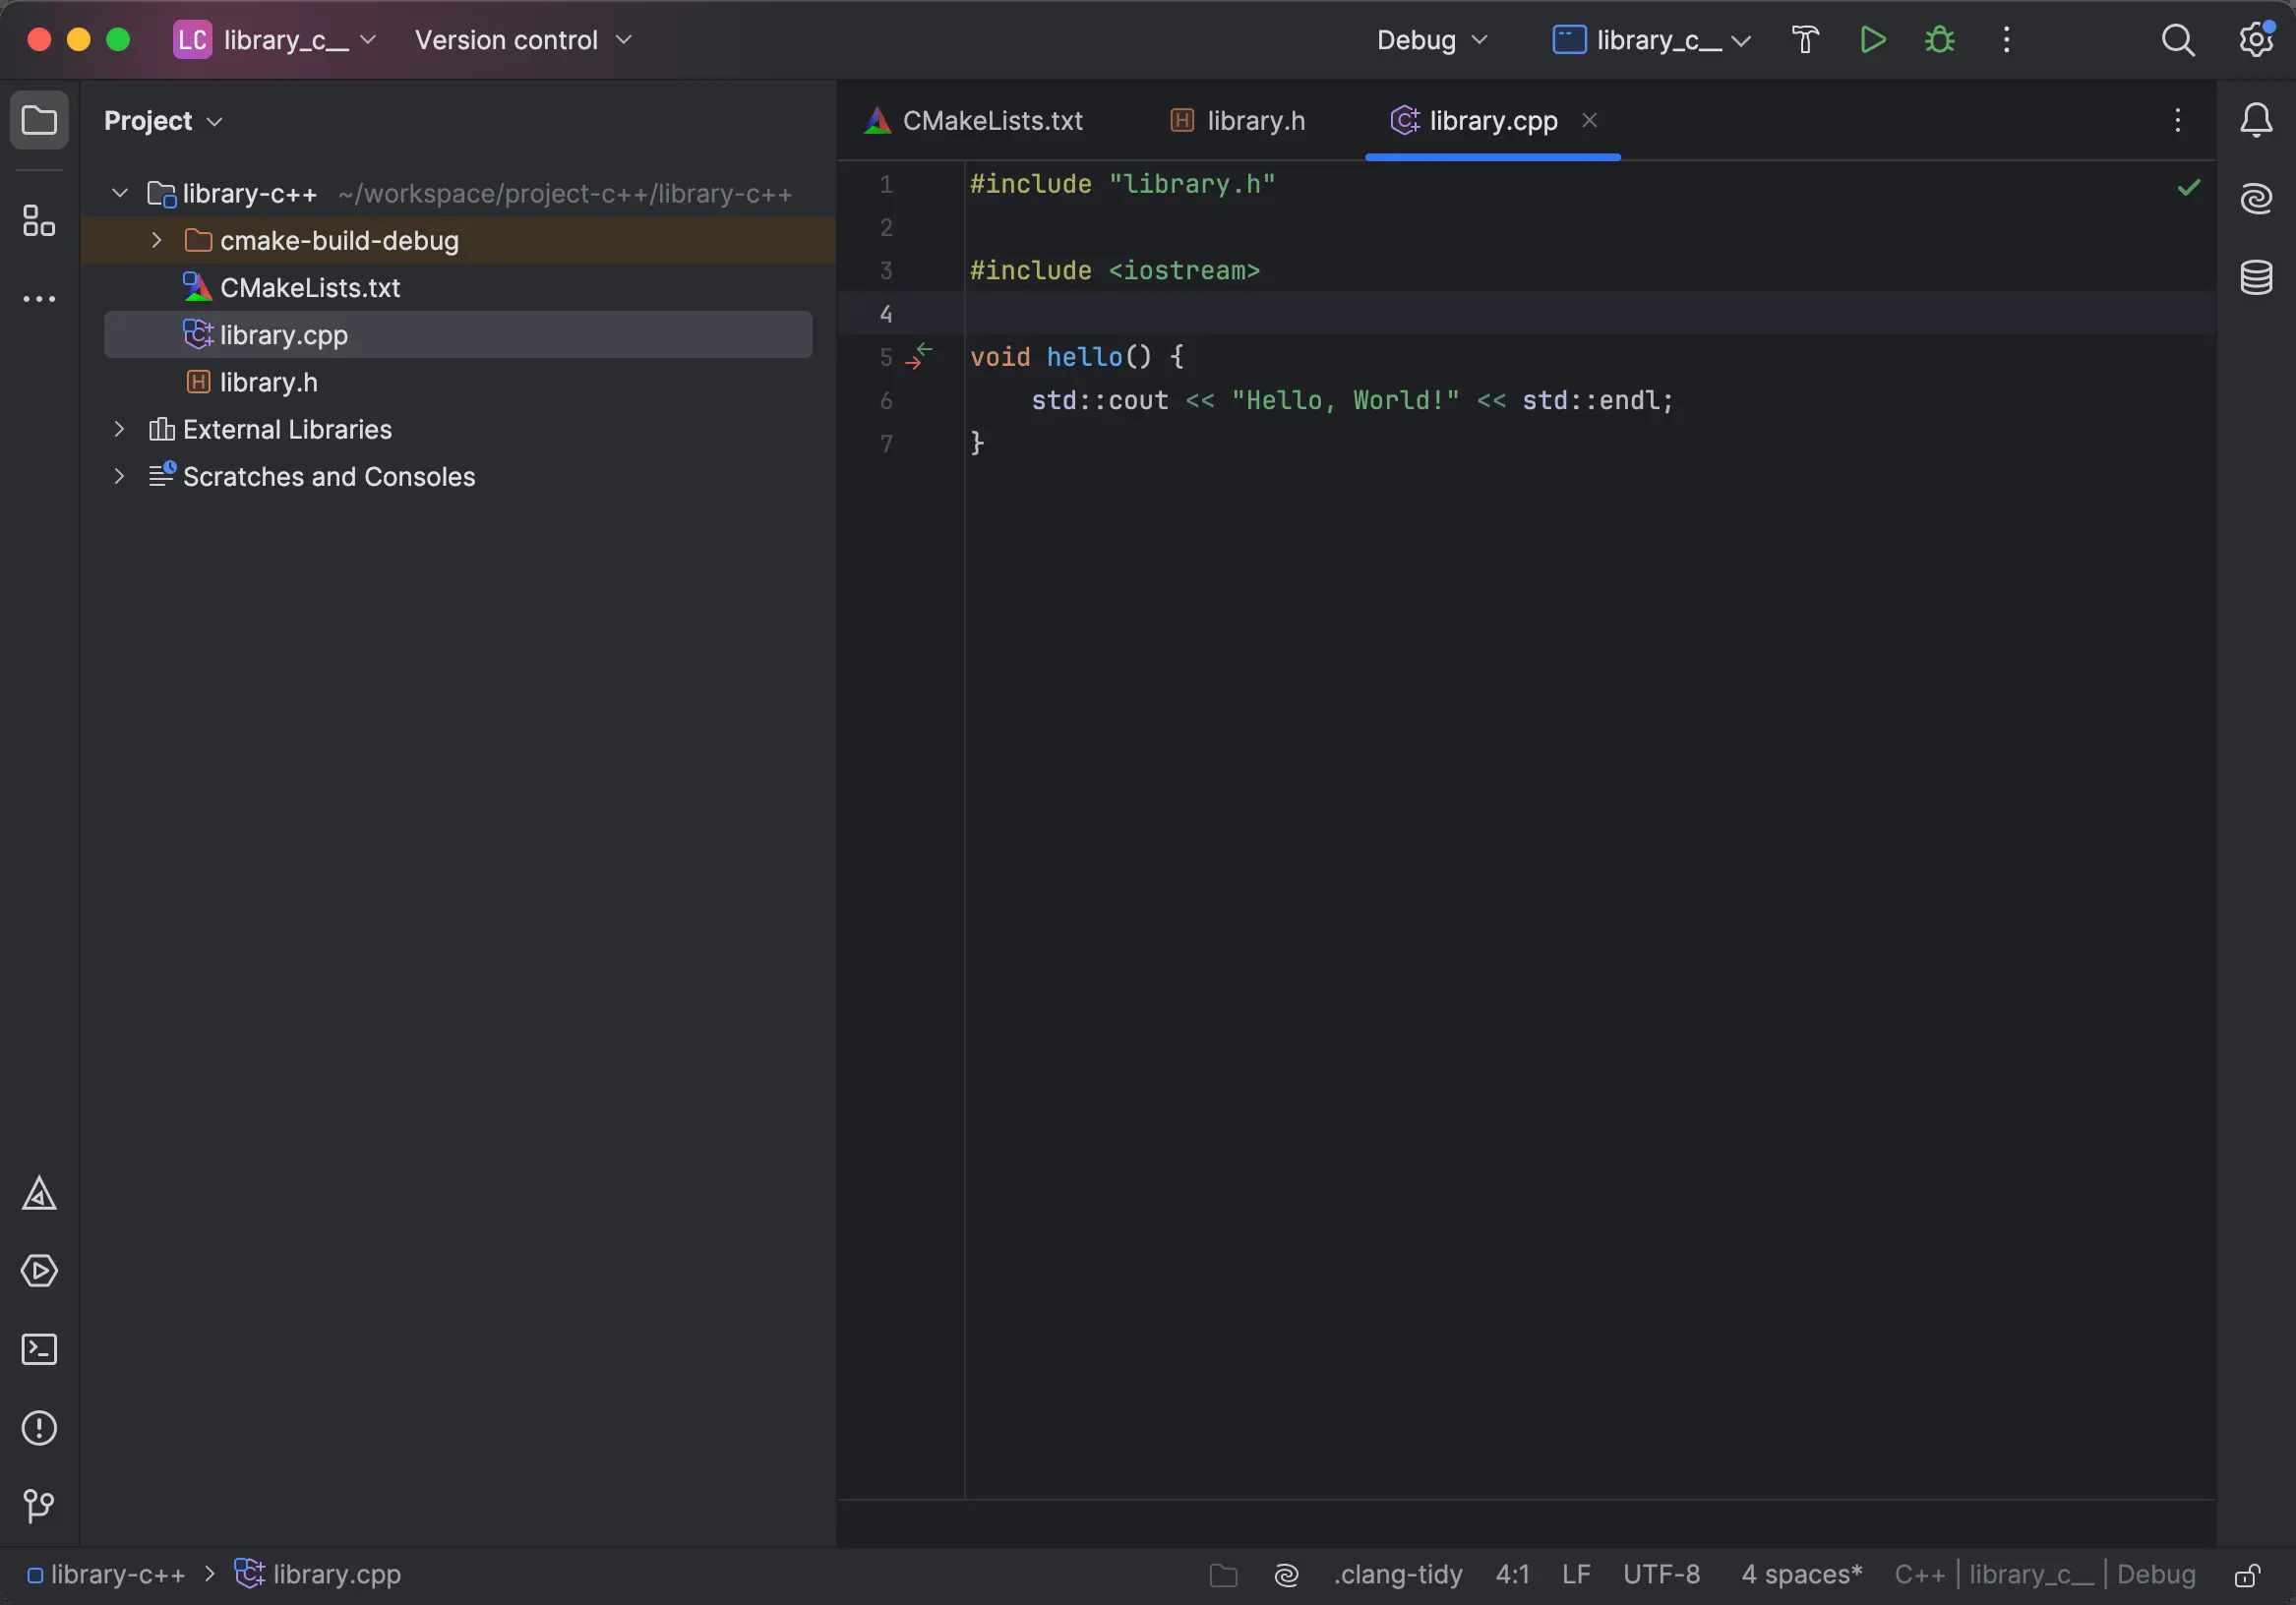 LC library_c__ Version control Debug library_c__
Project
library-c++ ~/workspace/project-c++/library-c++
cmake-build-debug
CMakeLists.txt
library.cpp
library.h
External Libraries
Scratches and Consoles
CMakeLists.txt library.h library.cpp
1 #include "library.h"
2
3 #include <iostream>
4
5 void hello() {
6     std::cout << "Hello, World!" << std::endl;
7 }
library-c++ > library.cpp .clang-tidy 4:1 LF UTF-8 4 spaces* C++ | library_c__ | Debug